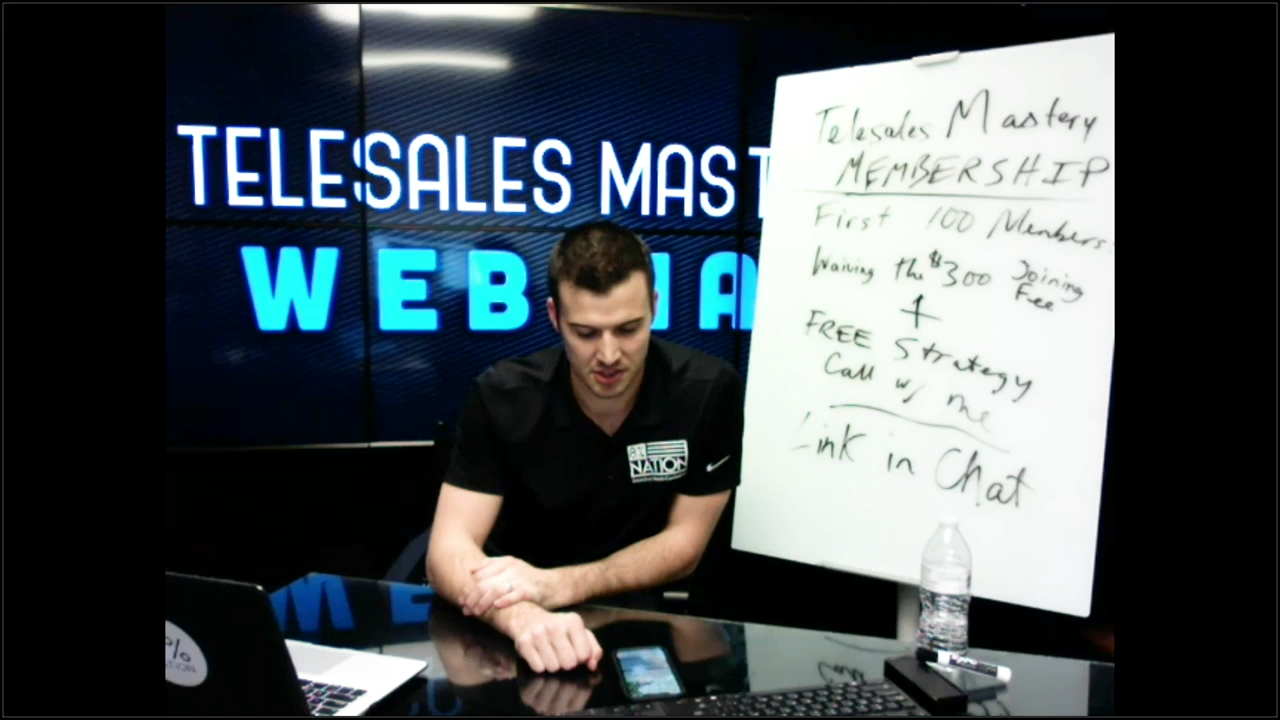 TELESALES MAST
WEB
Telesales Mastery
MEMBERSHIP
First 100 Members
Waiving the $300 Joining
Fee
+
FREE Strategy
Call w/ me
Link in Chat
8%
NATION
%